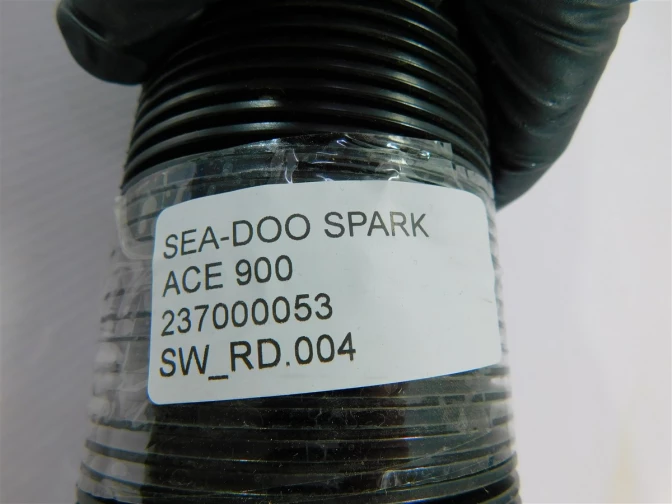 SEA-DOO SPARK
ACE 900
237000053
SW_RD.004